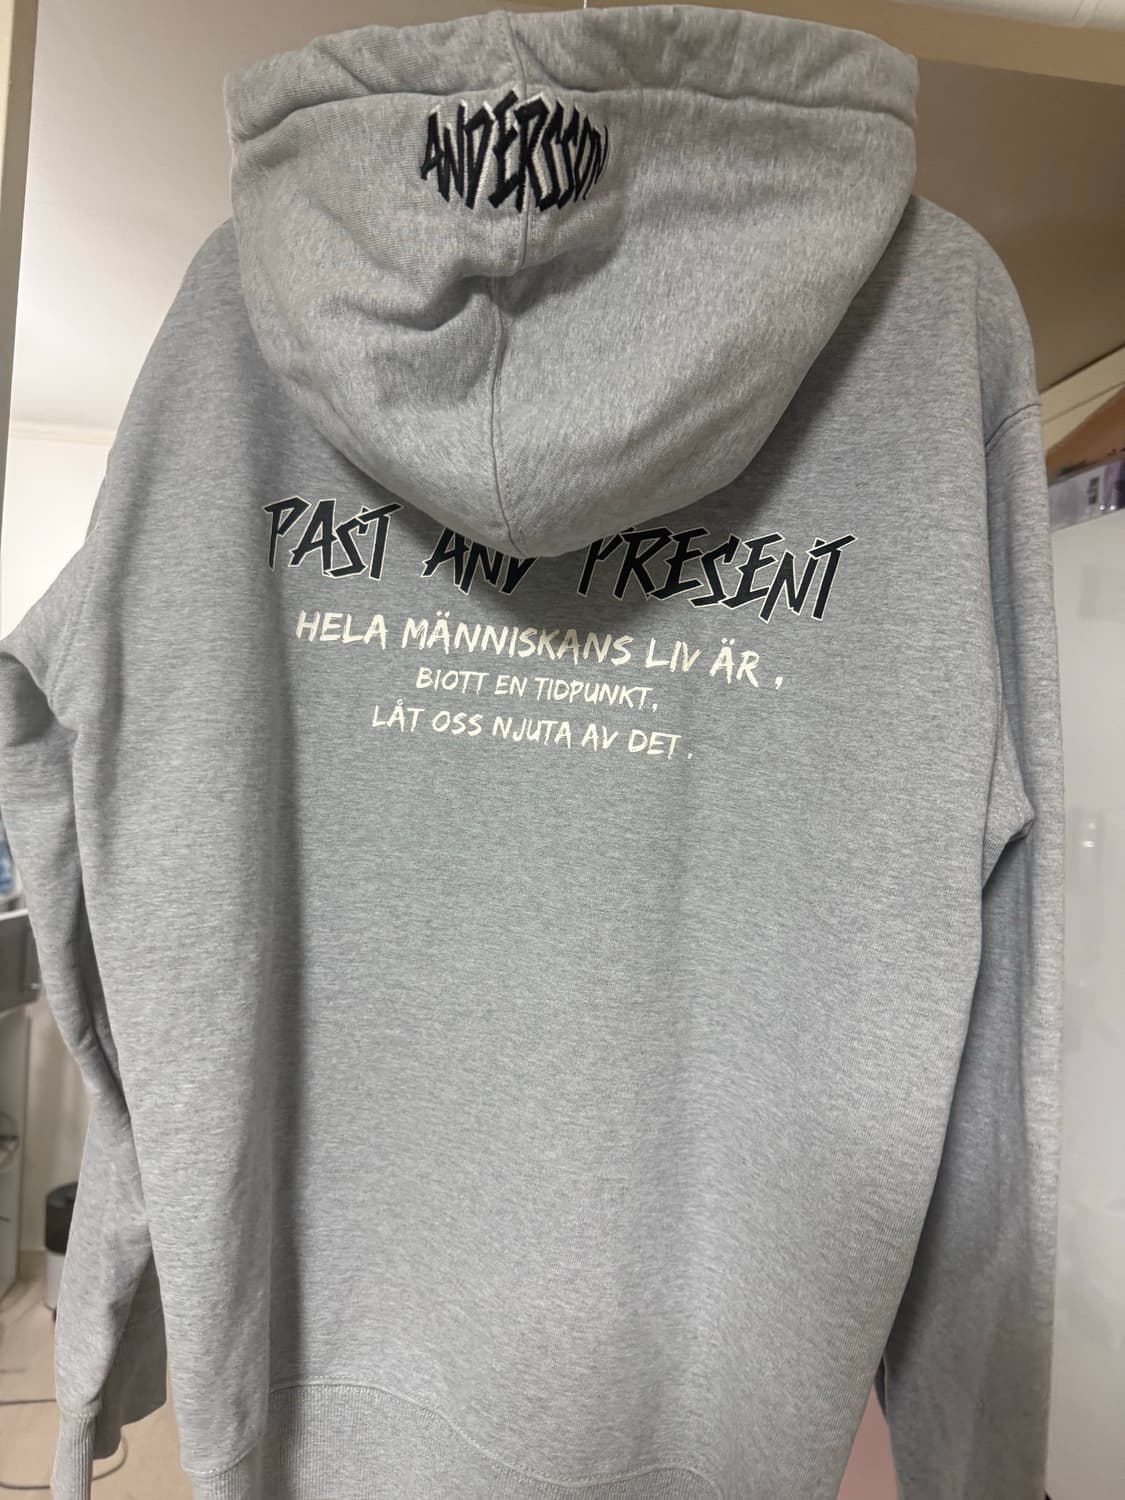 ANDERSSON
PAST AND PRESENT
HELA MÄNNISKANS LIV ÄR ,
BIOTT EN TIDPUNKT,
LÅT OSS NJUTA AV DET .